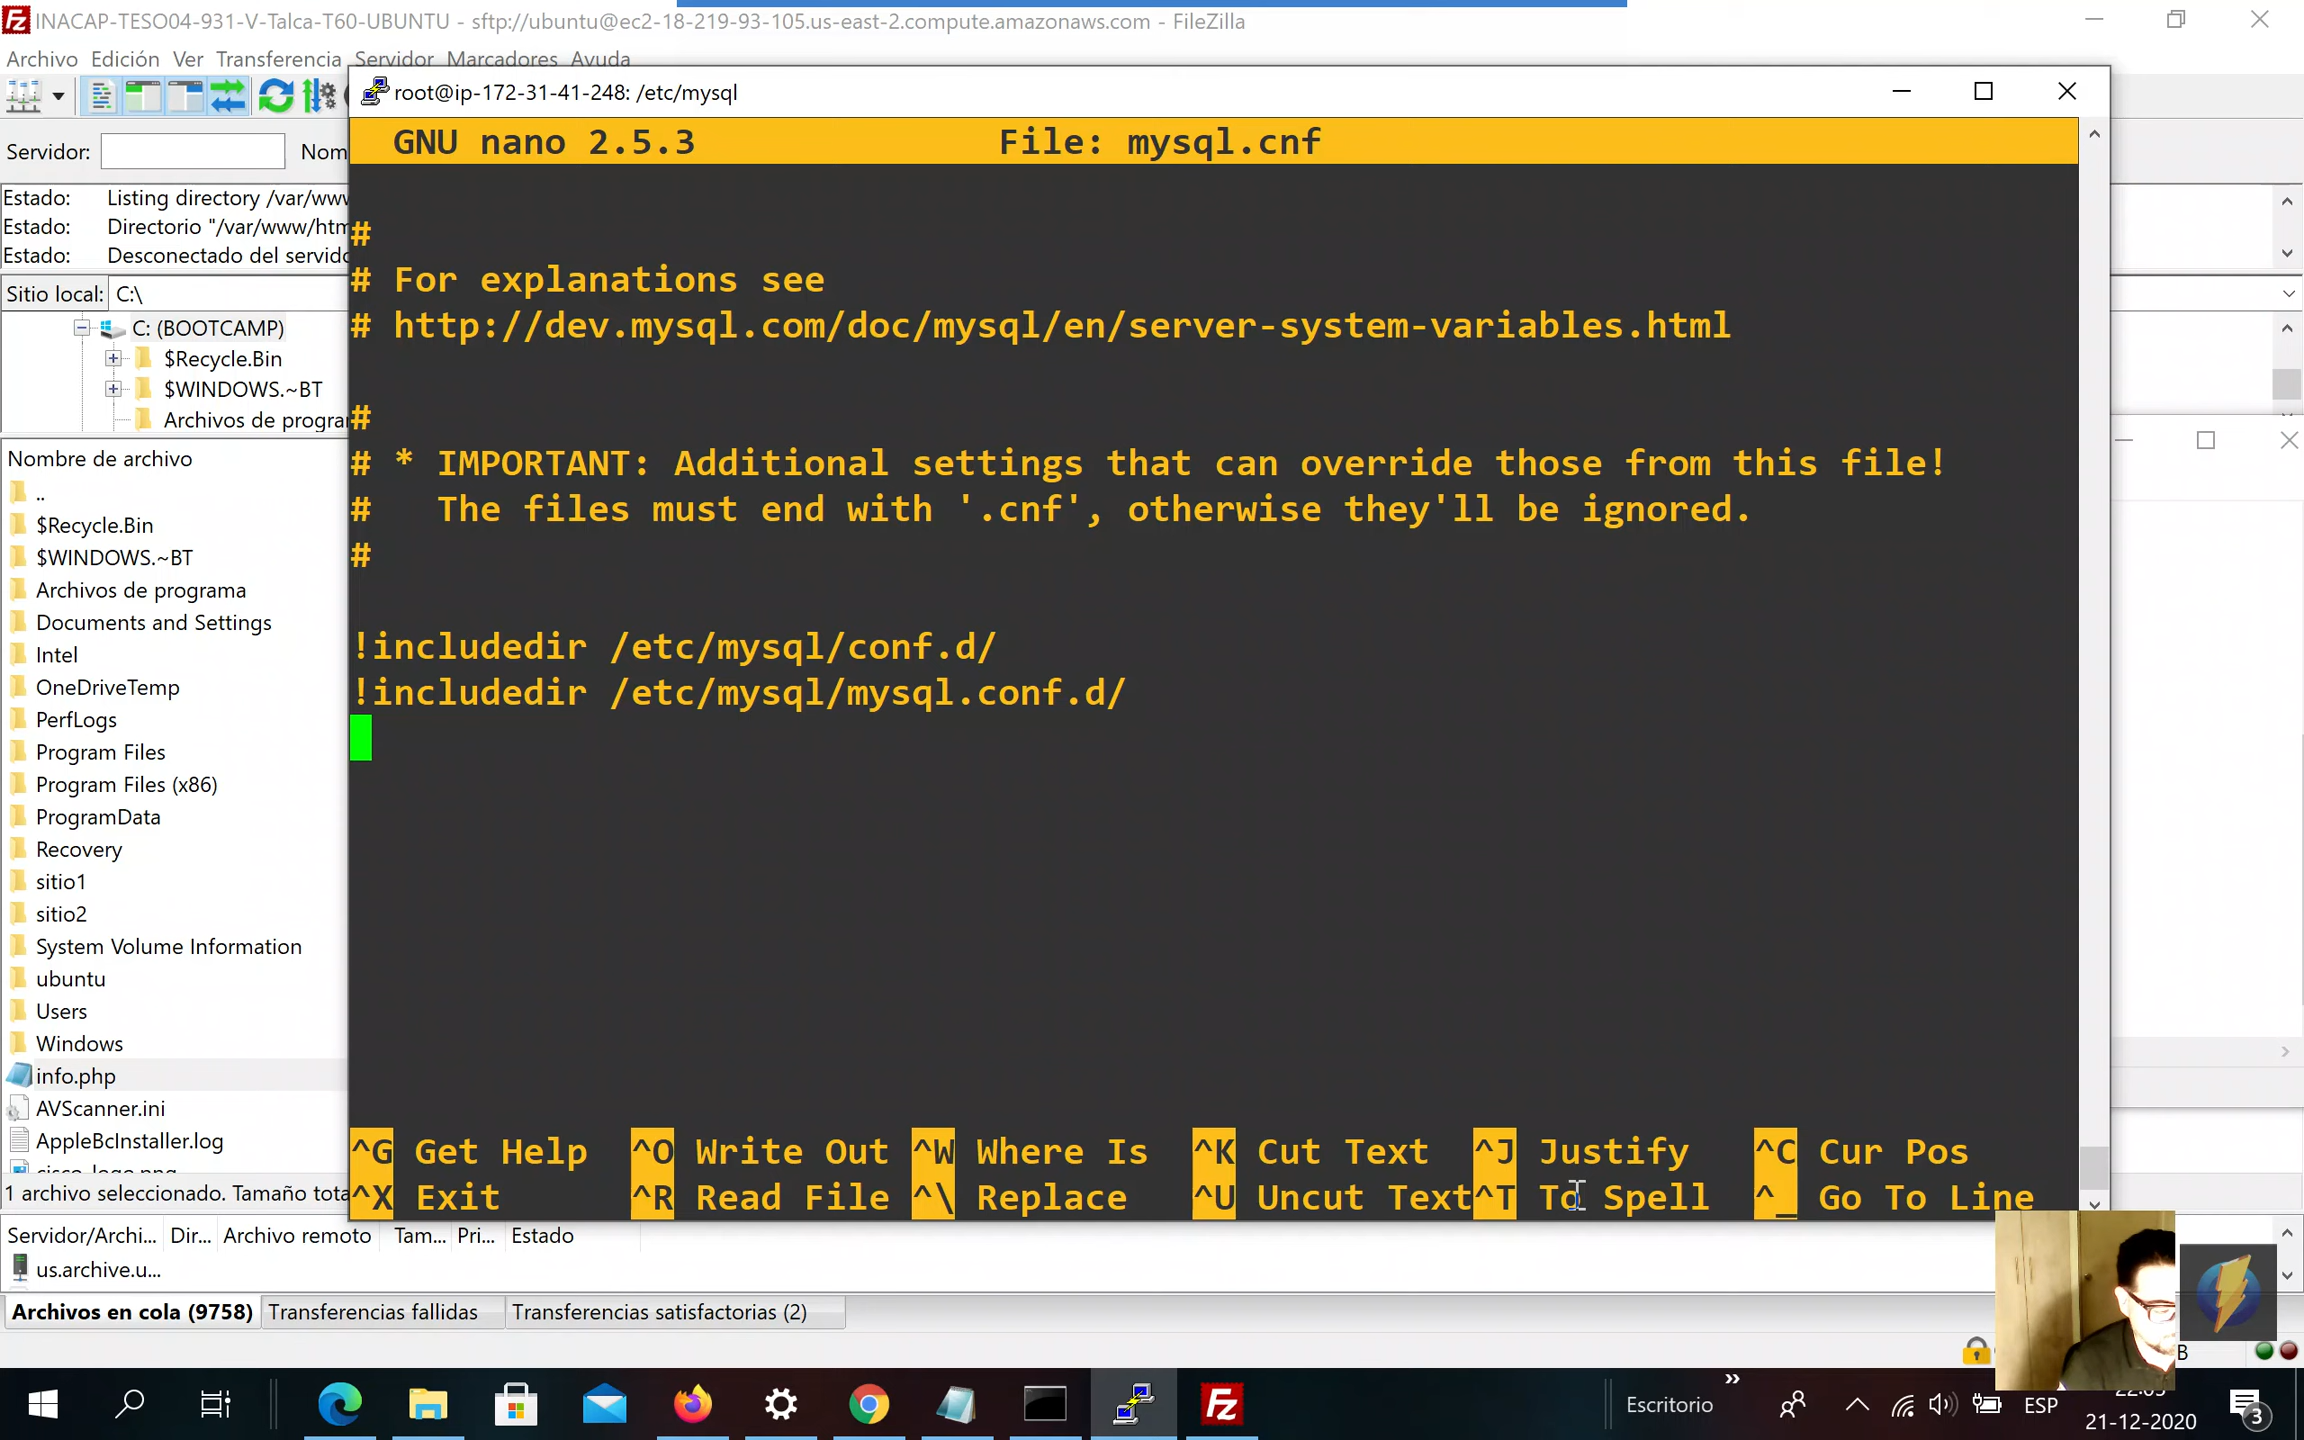 INACAP-TESO04-931-V-Talca-T60-UBUNTU - sftp://ubuntu@ec2-18-219-93-105.us-east-2.compute.amazonaws.com - FileZilla
Archivo Edición Ver Transferencia Servidor Marcadores Ayuda
root@ip-172-31-41-248: /etc/mysql
Servidor: Nom
GNU nano 2.5.3 File: mysql.cnf
Estado: Listing directory /var/www
Estado: Directorio "/var/www/htm
Estado: Desconectado del servido
Sitio local: C:\
C: (BOOTCAMP)
$Recycle.Bin
$WINDOWS.~BT
Archivos de progra
#
# For explanations see
# http://dev.mysql.com/doc/mysql/en/server-system-variables.html
#
# * IMPORTANT: Additional settings that can override those from this file!
#   The files must end with '.cnf', otherwise they'll be ignored.
#
!includedir /etc/mysql/conf.d/
!includedir /etc/mysql/mysql.conf.d/
^G Get Help ^O Write Out ^W Where Is ^K Cut Text ^J Justify ^C Cur Pos
^X Exit ^R Read File ^\ Replace ^U Uncut Text ^T To Spell ^_ Go To Line
Nombre de archivo
..
$Recycle.Bin
$WINDOWS.~BT
Archivos de programa
Documents and Settings
Intel
OneDriveTemp
PerfLogs
Program Files
Program Files (x86)
ProgramData
Recovery
sitio1
sitio2
System Volume Information
ubuntu
Users
Windows
info.php
AVScanner.ini
AppleBcInstaller.log
1 archivo seleccionado. Tamaño tota
Servidor/Archi... Dir... Archivo remoto Tam... Pri... Estado
us.archive.u...
Archivos en cola (9758) Transferencias fallidas Transferencias satisfactorias (2)
B
Escritorio
ESP
21-12-2020
3